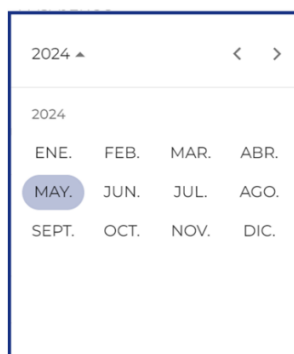 2024
2024
ENE. FEB. MAR. ABR.
MAY. JUN. JUL. AGO.
SEPT. OCT. NOV. DIC.